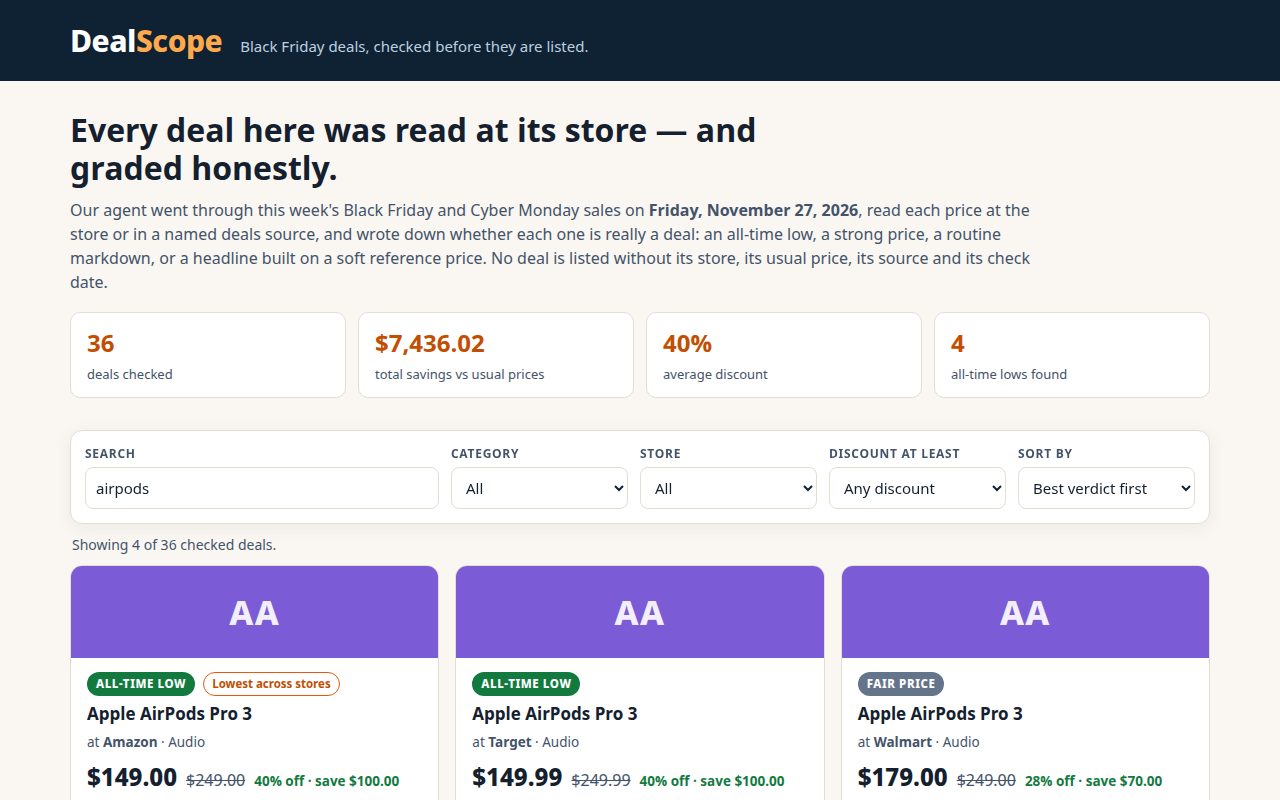 DealScope Black Friday deals, checked before they are listed.
Every deal here was read at its store — and
graded honestly.
Our agent went through this week's Black Friday and Cyber Monday sales on Friday, November 27, 2026, read each price at the
store or in a named deals source, and wrote down whether each one is really a deal: an all-time low, a strong price, a routine
markdown, or a headline built on a soft reference price. No deal is listed without its store, its usual price, its source and its check
date.
36
deals checked
$7,436.02
total savings vs usual prices
40%
average discount
4
all-time lows found
SEARCH
airpods
CATEGORY
All
STORE
All
DISCOUNT AT LEAST
Any discount
SORT BY
Best verdict first
Showing 4 of 36 checked deals.
AA
ALL-TIME LOW Lowest across stores
Apple AirPods Pro 3
at Amazon · Audio
$149.00 $249.00 40% off · save $100.00
AA
ALL-TIME LOW
Apple AirPods Pro 3
at Target · Audio
$149.99 $249.99 40% off · save $100.00
AA
FAIR PRICE
Apple AirPods Pro 3
at Walmart · Audio
$179.00 $249.00 28% off · save $70.00